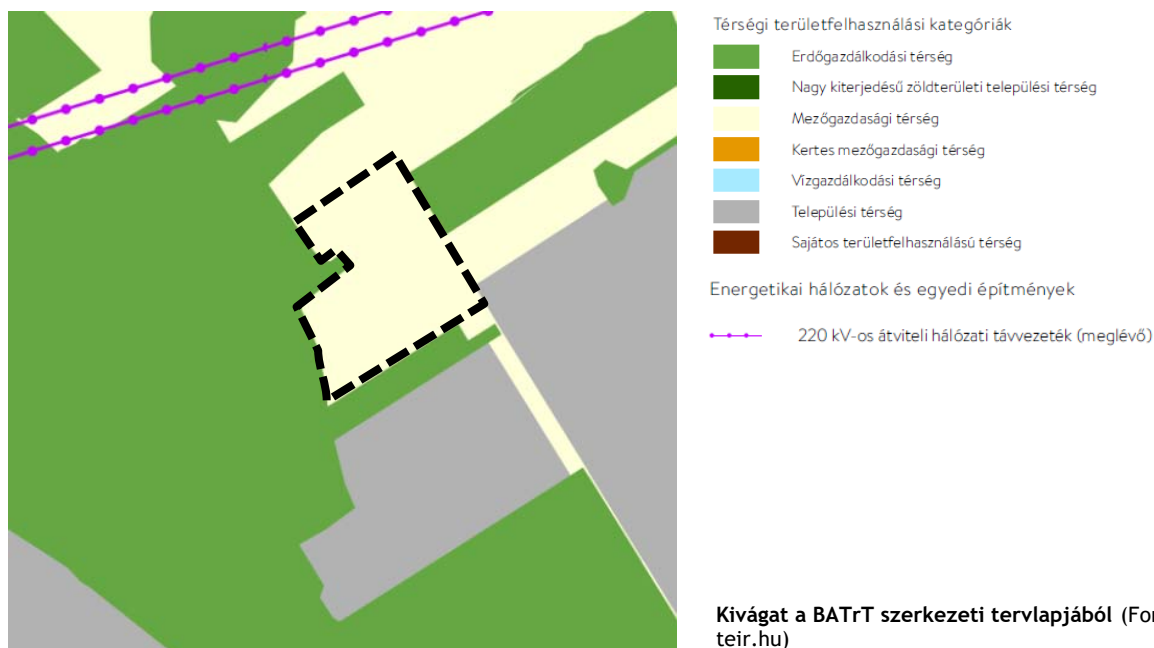 Térségi területfelhasználási kategóriák
Erdőgazdálkodási térség
Nagy kiterjedésű zöldterületi települési térség
Mezőgazdasági térség
Kertes mezőgazdasági térség
Vízgazdálkodási térség
Települési térség
Sajátos területfelhasználású térség
Energetikai hálózatok és egyedi építmények
220 kV-os átviteli hálózati távvezeték (meglévő)
Kivágat a BATrT szerkezeti tervlapjából
teir.hu)